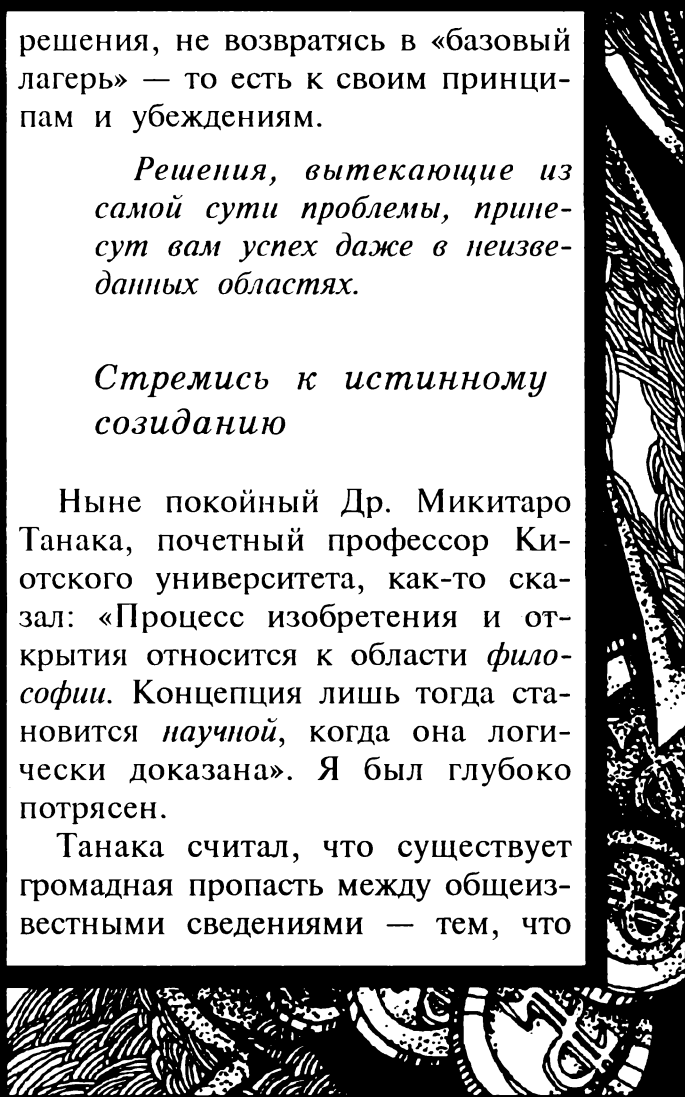 решения, не возвратясь в «базовый
лагерь» — то есть к своим принци-
пам и убеждениям.
Решения, вытекающие из
самой сути проблемы, прине-
сут вам успех даже в неизве-
данных областях.
Стремись к истинному
созиданию
Ныне покойный Др. Микитаро
Танака, почетный профессор Ки-
отского университета, как-то ска-
зал: «Процесс изобретения и от-
крытия относится к области фило-
софии. Концепция лишь тогда ста-
новится научной, когда она логи-
чески доказана». Я был глубоко
потрясен.
Танака считал, что существует
громадная пропасть между общеиз-
вестными сведениями — тем, что